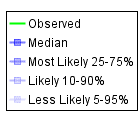 Observed
Median
Most Likely 25-75%
Likely 10-90%
Less Likely 5-95%